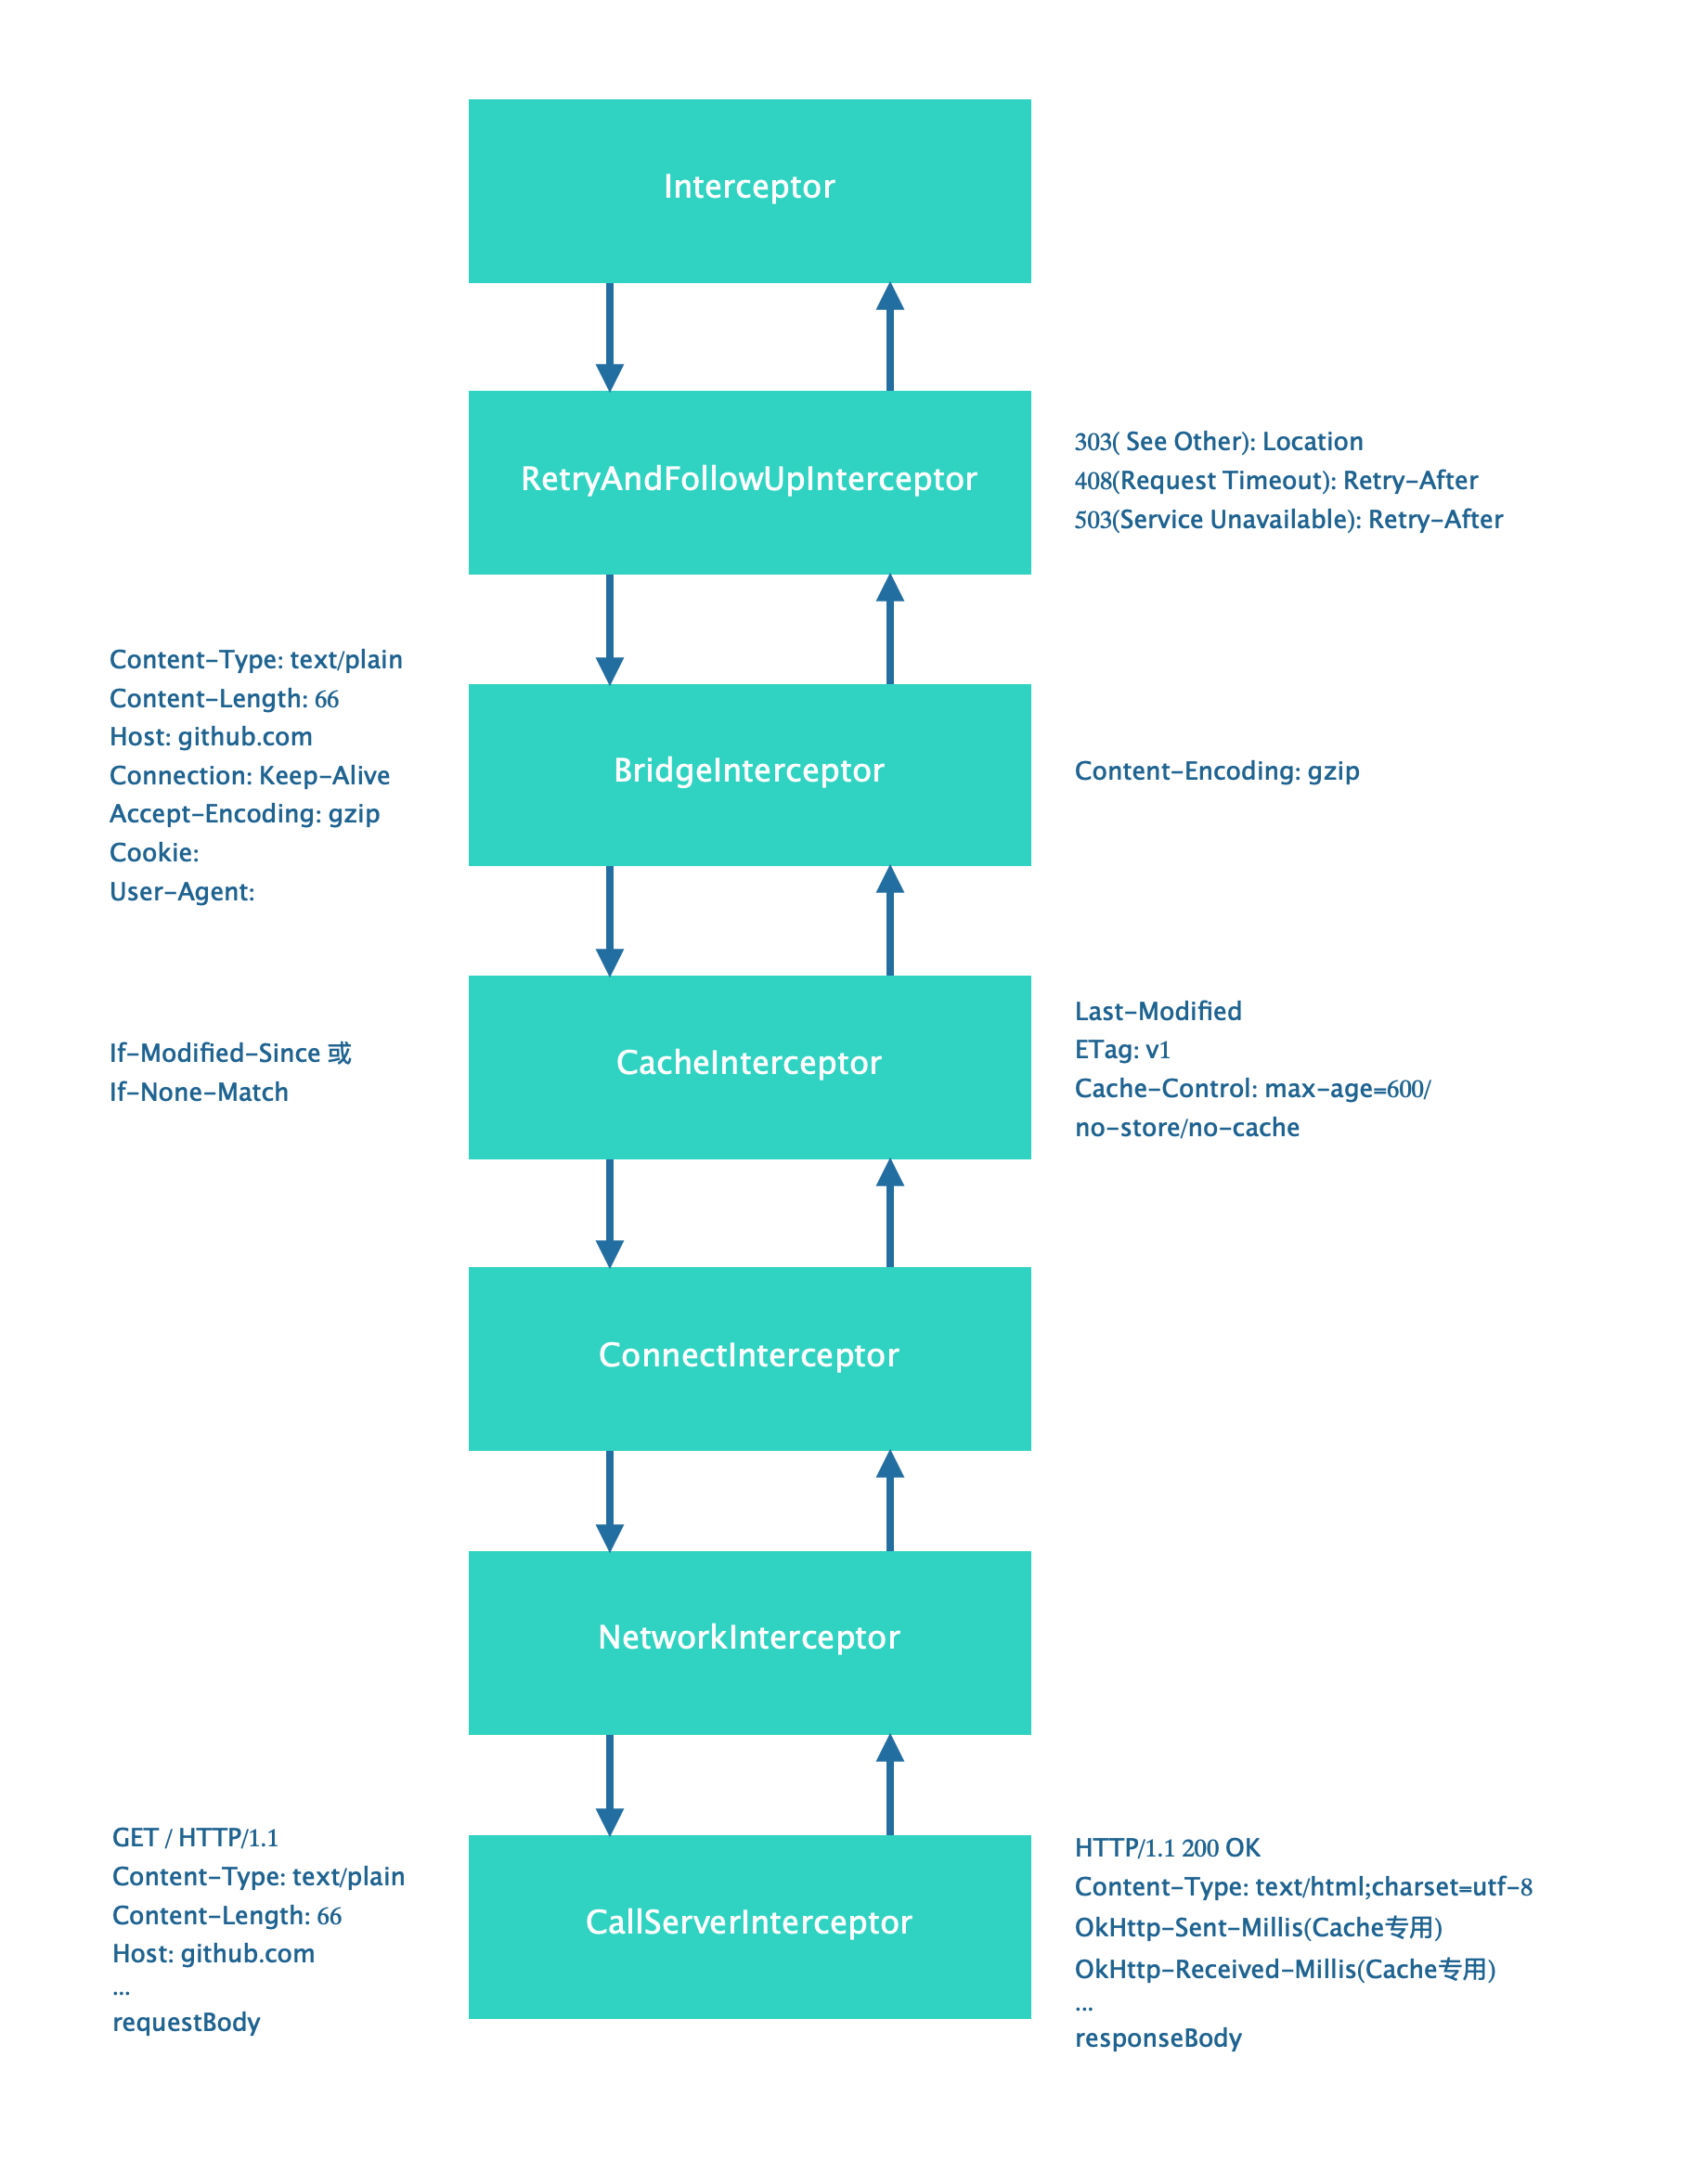 Interceptor
RetryAndFollowUpInterceptor
303( See Other): Location
408(Request Timeout): Retry-After
503(Service Unavailable): Retry-After
Content-Type: text/plain
Content-Length: 66
Host: github.com
Connection: Keep-Alive
Accept-Encoding: gzip
Cookie:
User-Agent:
BridgeInterceptor
Content-Encoding: gzip
If-Modified-Since 或
If-None-Match
CacheInterceptor
Last-Modified
ETag: v1
Cache-Control: max-age=600/
no-store/no-cache
ConnectInterceptor
NetworkInterceptor
GET / HTTP/1.1
Content-Type: text/plain
Content-Length: 66
Host: github.com
...
requestBody
CallServerInterceptor
HTTP/1.1 200 OK
Content-Type: text/html;charset=utf-8
OkHttp-Sent-Millis(Cache专用)
OkHttp-Received-Millis(Cache专用)
...
responseBody